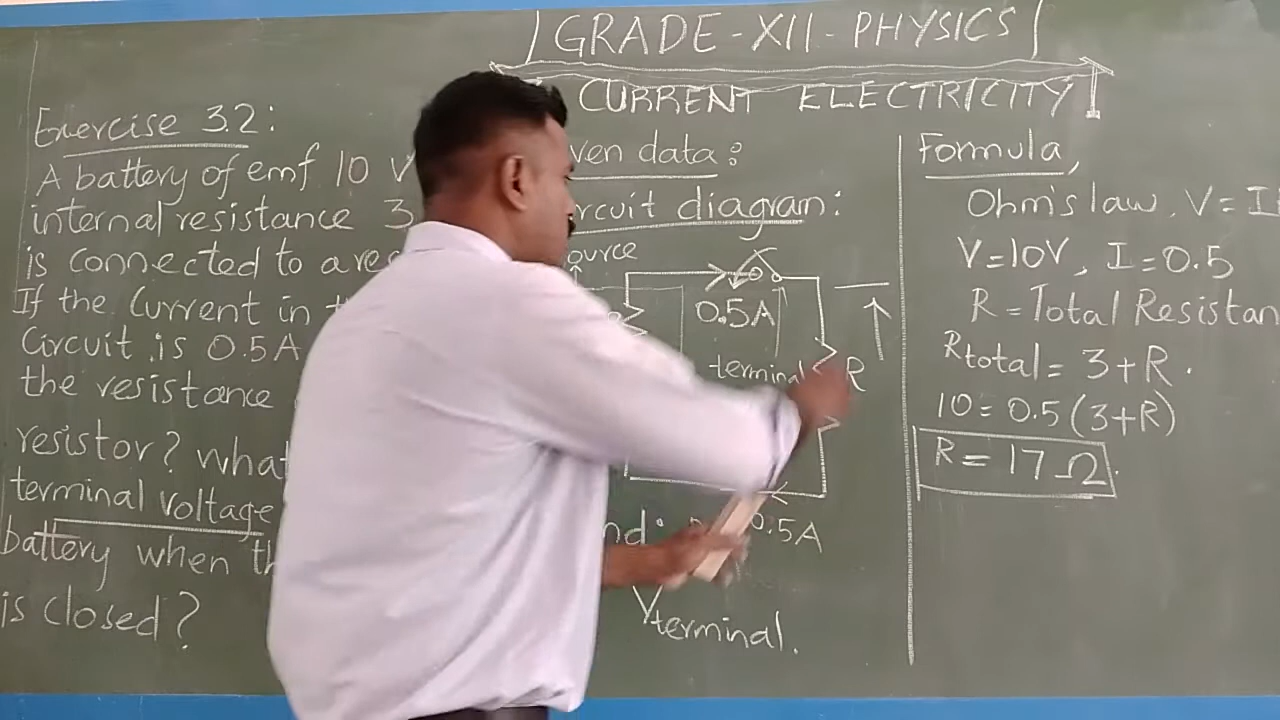 GRADE-XII-PHYSICS
CURRENT ELECTRICITY
Exercise 3.2:
A battery of emf 10 V
internal resistance 3
is connected to a res
If the Current in t
Circuit is 0.5A
the resistance
resistor? what
terminal voltage
battery when th
is closed?
ven data:
rcuit diagram:
ource
0.5A
terminal
R
0.5A
nd:
Vterminal.
Formula,
Ohm's law, V=I
V=10V, I=0.5
R=Total Resistan
Rtotal= 3+R.
10=0.5(3+R)
R= 17Ω.